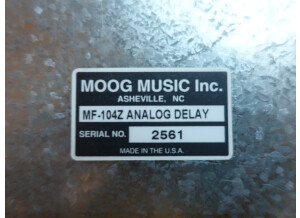 MOOG MUSIC Inc.
ASHEVILLE, NC
MF-104Z ANALOG DELAY
SERIAL NO. 2561
MADE IN THE U.S.A.